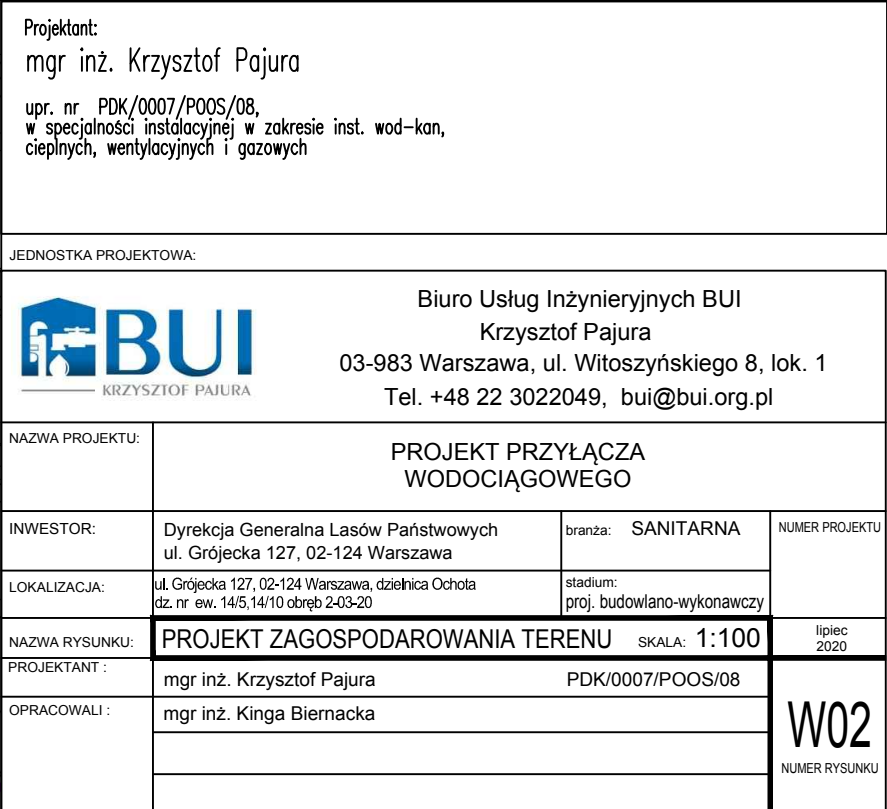 Projektant:
mgr inż. Krzysztof Pajura
upr. nr PDK/0007/POOS/08,
w specjalności instalacyjnej w zakresie inst. wod-kan,
cieplnych, wentylacyjnych i gazowych
JEDNOSTKA PROJEKTOWA:
BUI
KRZYSZTOF PAJURA
Biuro Usług Inżynieryjnych BUI
Krzysztof Pajura
03-983 Warszawa, ul. Witoszyńskiego 8, lok. 1
Tel. +48 22 3022049, bui@bui.org.pl
NAZWA PROJEKTU:
PROJEKT PRZYŁĄCZA
WODOCIĄGOWEGO
INWESTOR:
Dyrekcja Generalna Lasów Państwowych
ul. Grójecka 127, 02-124 Warszawa
branża: SANITARNA
NUMER PROJEKTU
LOKALIZACJA:
ul. Grójecka 127, 02-124 Warszawa, dzielnica Ochota
dz. nr ew. 14/5,14/10 obręb 2-03-20
stadium:
proj. budowlano-wykonawczy
NAZWA RYSUNKU:
PROJEKT ZAGOSPODAROWANIA TERENU SKALA: 1:100
lipiec
2020
PROJEKTANT :
mgr inż. Krzysztof Pajura PDK/0007/POOS/08
OPRACOWALI :
mgr inż. Kinga Biernacka
W02
NUMER RYSUNKU